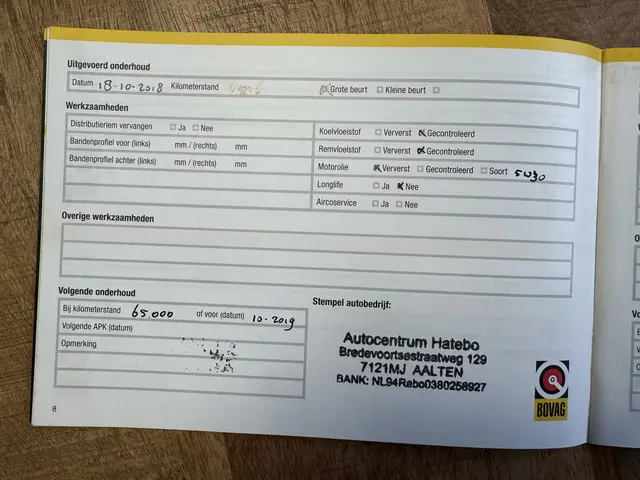 Uitgevoerd onderhoud
Datum 18-10-2018 Kilometerstand Grote beurt Kleine beurt
Werkzaamheden
Distributieriem vervangen Ja Nee
Bandenprofiel voor (links) mm / (rechts) mm
Bandenprofiel achter (links) mm / (rechts) mm
Koelvloeistof Ververst Gecontroleerd
Remvloeistof Ververst Gecontroleerd
Motorolie Ververst Gecontroleerd Soort 5W30
Longlife Ja Nee
Aircoservice Ja Nee
Overige werkzaamheden
Volgende onderhoud
Bij kilometerstand 65.000 of voor (datum) 10-2019
Volgende APK (datum)
Opmerking
Stempel autobedrijf:
Autocentrum Hatebo
Bredevoortsestraatweg 129
7121MJ AALTEN
BANK: NL94Rabo0380258927
BOVAG
8